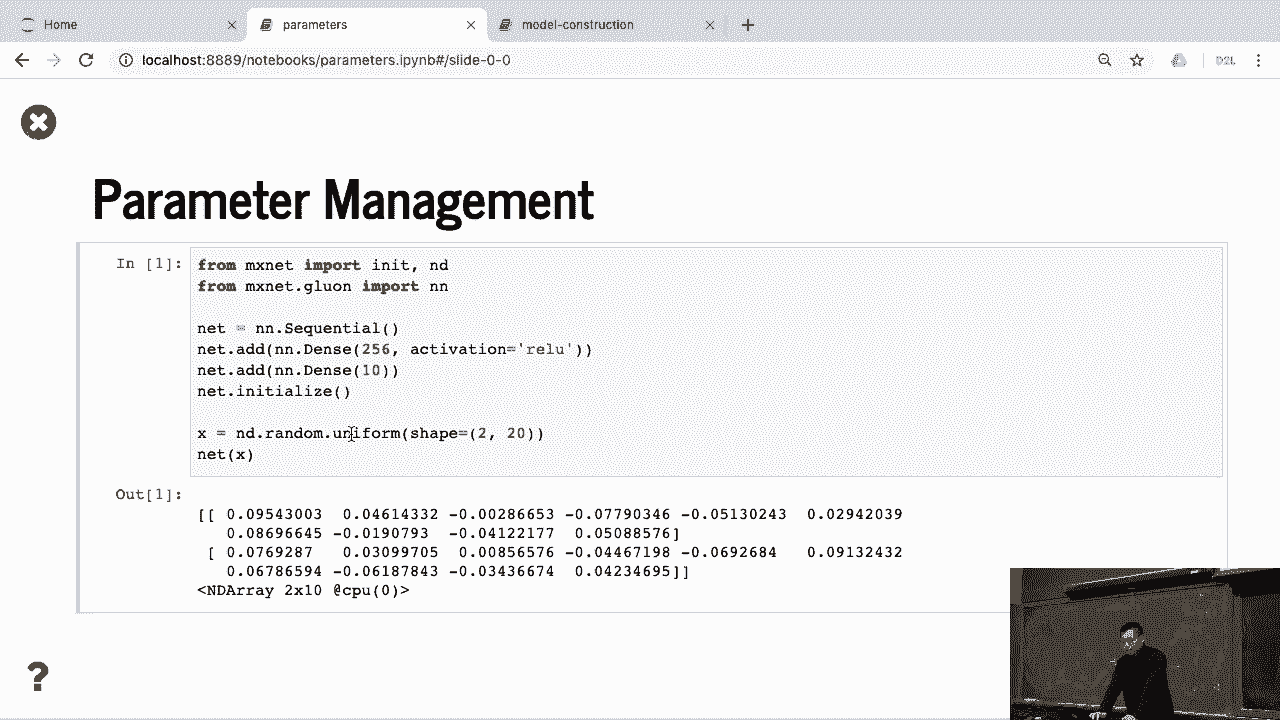 Home
parameters
model-construction
localhost:8889/notebooks/parameters.ipynb#/slide-0-0
D2L
Parameter Management
In [1]:
from mxnet import init, nd
from mxnet.gluon import nn
net = nn.Sequential()
net.add(nn.Dense(256, activation='relu'))
net.add(nn.Dense(10))
net.initialize()
x = nd.random.uniform(shape=(2, 20))
net(x)
Out[1]:
[[ 0.09543003 0.04614332 -0.00286653 -0.07790346 -0.05130243 0.02942039
0.08696645 -0.0190793 -0.04122177 0.05088576]
[ 0.0769287 0.03099705 0.00856576 -0.04467198 -0.0692684 0.09132432
0.06786594 -0.06187843 -0.03436674 0.04234695]]
<NDArray 2x10 @cpu(0)>
?